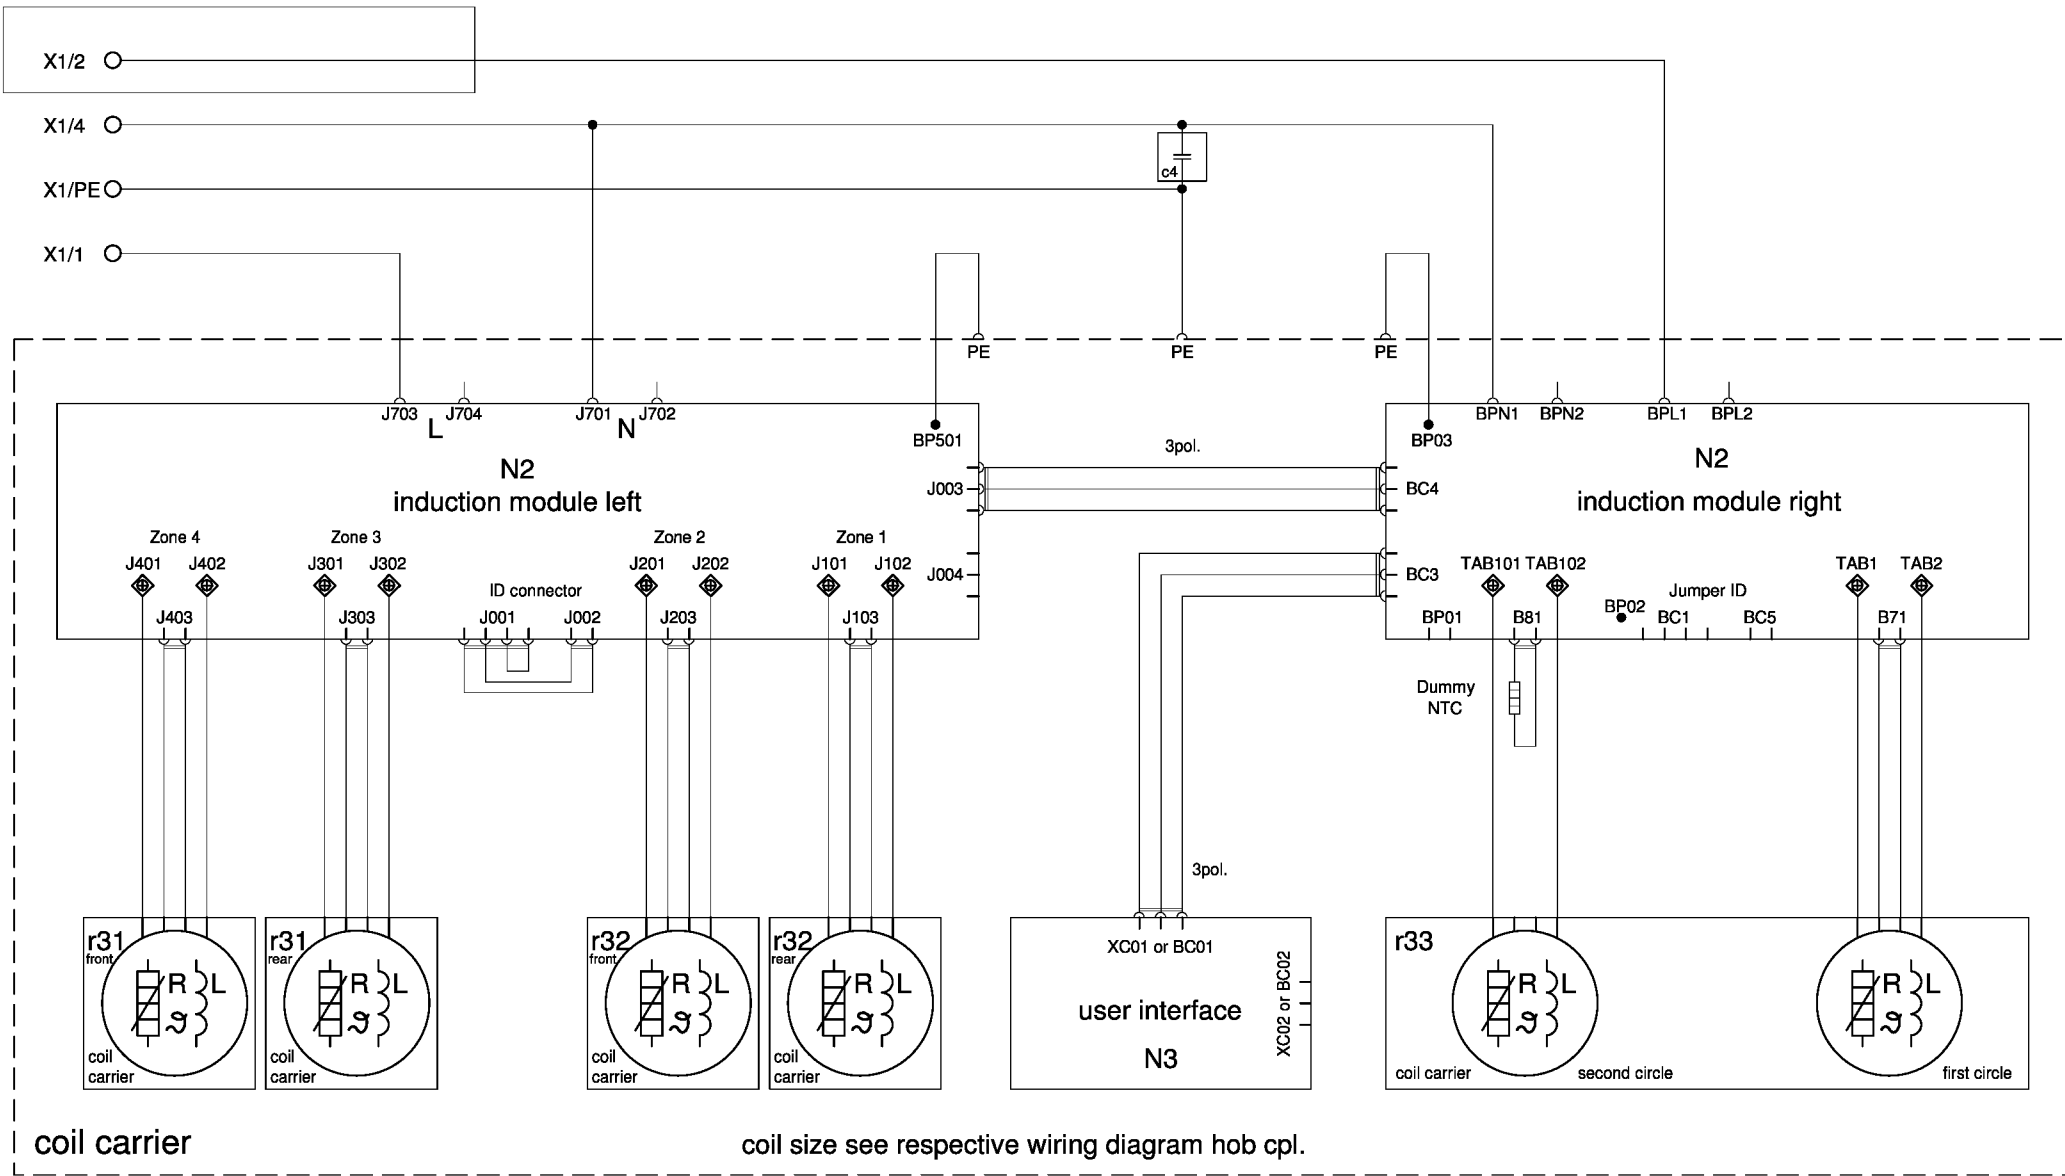 X1/2
X1/4
c4
X1/PE
X1/1
PE PE PE
J703 J704 J701 J702 BPN1 BPN2 BPL1 BPL2
L N
BP501 3pol. BP03
N2 N2
J003 BC4
induction module left induction module right
Zone 4 Zone 3 Zone 2 Zone 1
J401 J402 J301 J302 J201 J202 J101 J102 TAB101 TAB102 TAB1 TAB2
J004 BC3
ID connector Jumper ID
BP02
J403 J303 J001 J002 J203 J103 BP01 B81 BC1 BC5 B71
Dummy
NTC
3pol.
r31 r31 r32 r32 r33
front rear front rear
XC01 or BC01
XC02 or BC02
R L R L R L R L R L R L
user interface
ϑ ϑ ϑ ϑ ϑ ϑ
N3
coil coil coil coil
carrier carrier carrier carrier
coil carrier second circle first circle
coil carrier coil size see respective wiring diagram hob cpl.